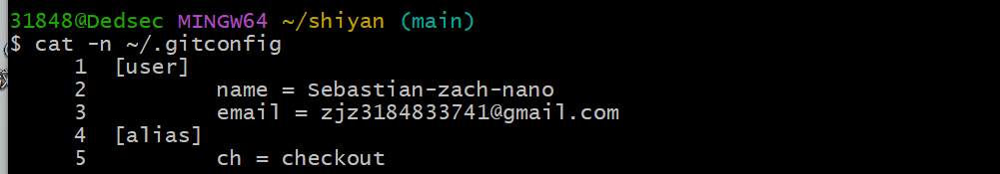 31848@Dedsec MINGW64 ~/shiyan (main)
$ cat -n ~/.gitconfig
1 [user]
2 name = Sebastian-zach-nano
3 email = zjz3184833741@gmail.com
4 [alias]
5 ch = checkout